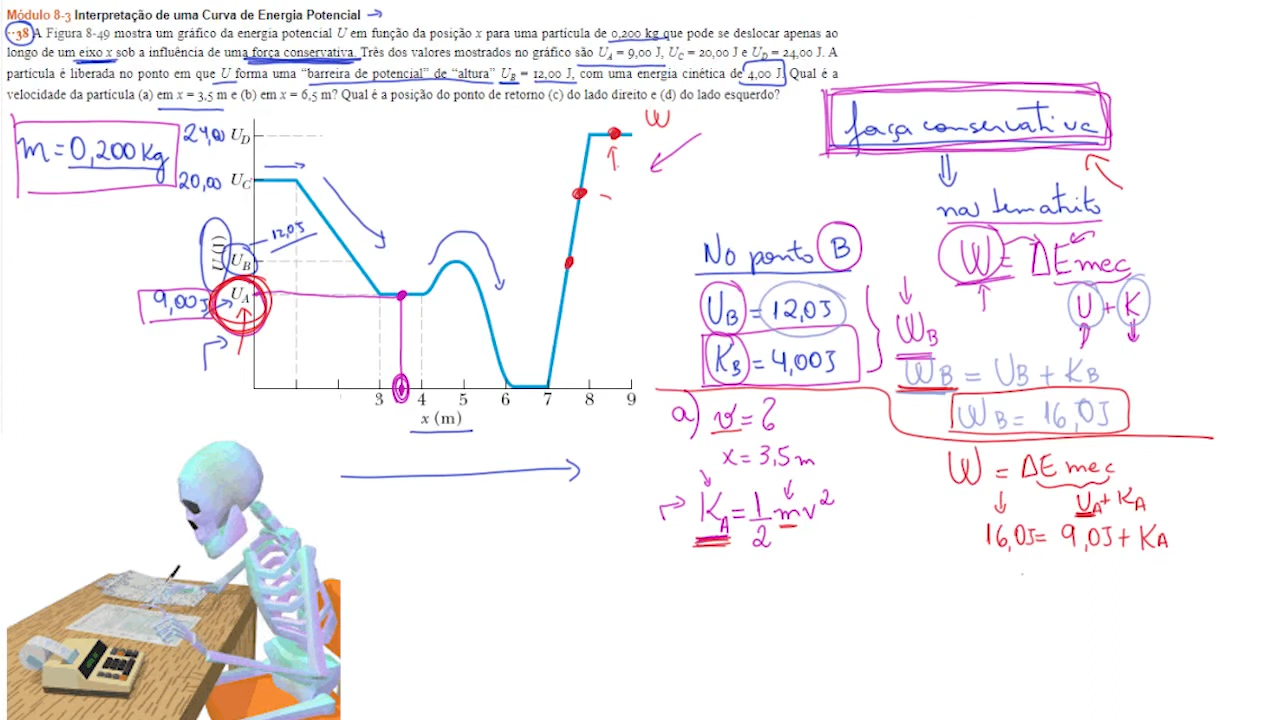 Módulo 8-3 Interpretação de uma Curva de Energia Potencial
··38 A Figura 8-49 mostra um gráfico da energia potencial U em função da posição x para uma partícula de 0,200 kg que pode se deslocar apenas ao
longo de um eixo x sob a influência de uma força conservativa. Três dos valores mostrados no gráfico são U_A = 9,00 J, U_C = 20,00 J e U_D = 24,00 J. A
partícula é liberada no ponto em que U forma uma “barreira de potencial” de “altura” U_B = 12,00 J, com uma energia cinética de 4,00 J. Qual é a
velocidade da partícula (a) em x = 3,5 m e (b) em x = 6,5 m? Qual é a posição do ponto de retorno (c) do lado direito e (d) do lado esquerdo?
m = 0,200 kg
24,00 U_D
20,00 U_C
12,0J
U_B
9,00J U_A
U (J)
3 4 5 6 7 8 9
x (m)
W
força conservativa
na tematrito
W = ΔEmec
U + K
No ponto B
U_B = 12,0J
K_B = 4,00J
W_B
W_B = U_B + K_B
W_B = 16,0J
a) v = ?
x = 3,5 m
K_A = 1/2 mv²
W = ΔEmec
U_A + K_A
16,0J = 9,0J + K_A